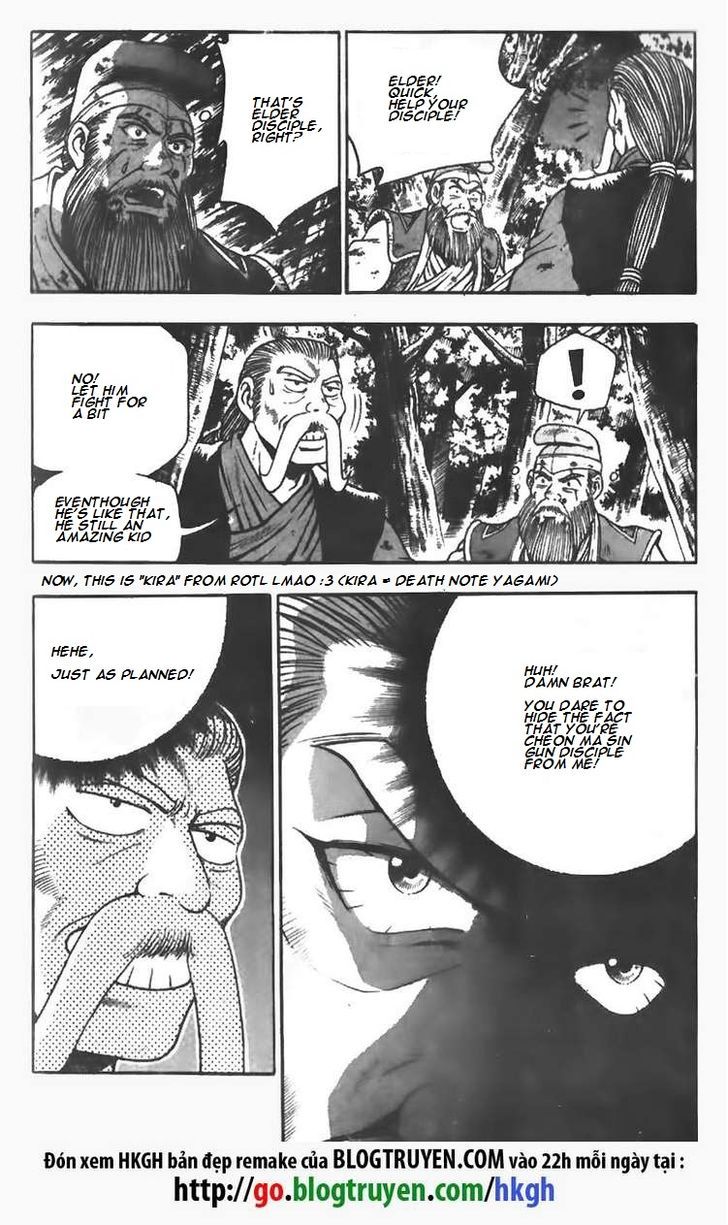 THAT'S
ELDER
DISCIPLE,
RIGHT?
ELDER!
QUICK,
HELP YOUR
DISCIPLE!
NO!
LET HIM
FIGHT FOR
A BIT
EVENTHOUGH
HE'S LIKE THAT,
HE STILL AN
AMAZING KID
!
NOW, THIS IS "KIRA" FROM ROTL LMAO :3 (KIRA = DEATH NOTE YAGAMI)
HEHE,
JUST AS PLANNED!
HUH!
DAMN BRAT!
YOU DARE TO
HIDE THE FACT
THAT YOU'RE
CHEON MA SIN
GUN DISCIPLE
FROM ME!
Đón xem HKGH bản đẹp remake của BLOGTRUYEN.COM vào 22h mỗi ngày tại :
http://go.blogtruyen.com/hkgh